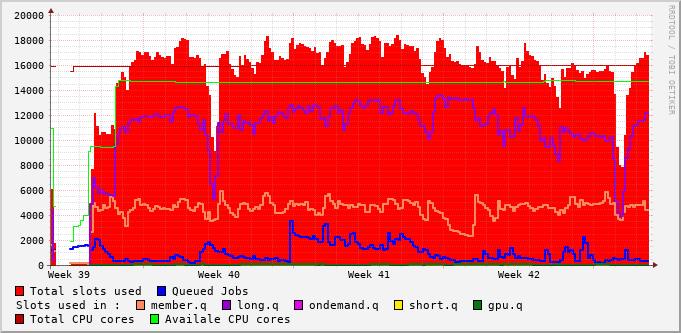 RRDTOOL / TOBI OETIKER
20000
18000
16000
14000
12000
10000
8000
6000
4000
2000
0
Week 39 Week 40 Week 41 Week 42
Total slots used Queued Jobs
Slots used in : member.q long.q ondemand.q short.q gpu.q
Total CPU cores Availale CPU cores